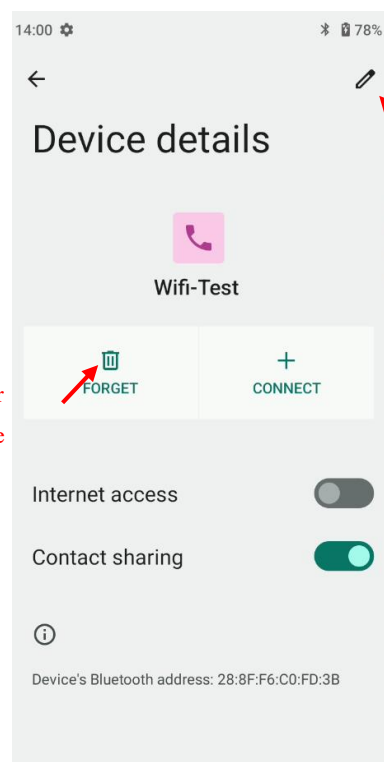 14:00 78%
Device details
Wifi-Test
FORGET CONNECT
r
e
Internet access
Contact sharing
Device's Bluetooth address: 28:8F:F6:C0:FD:3B